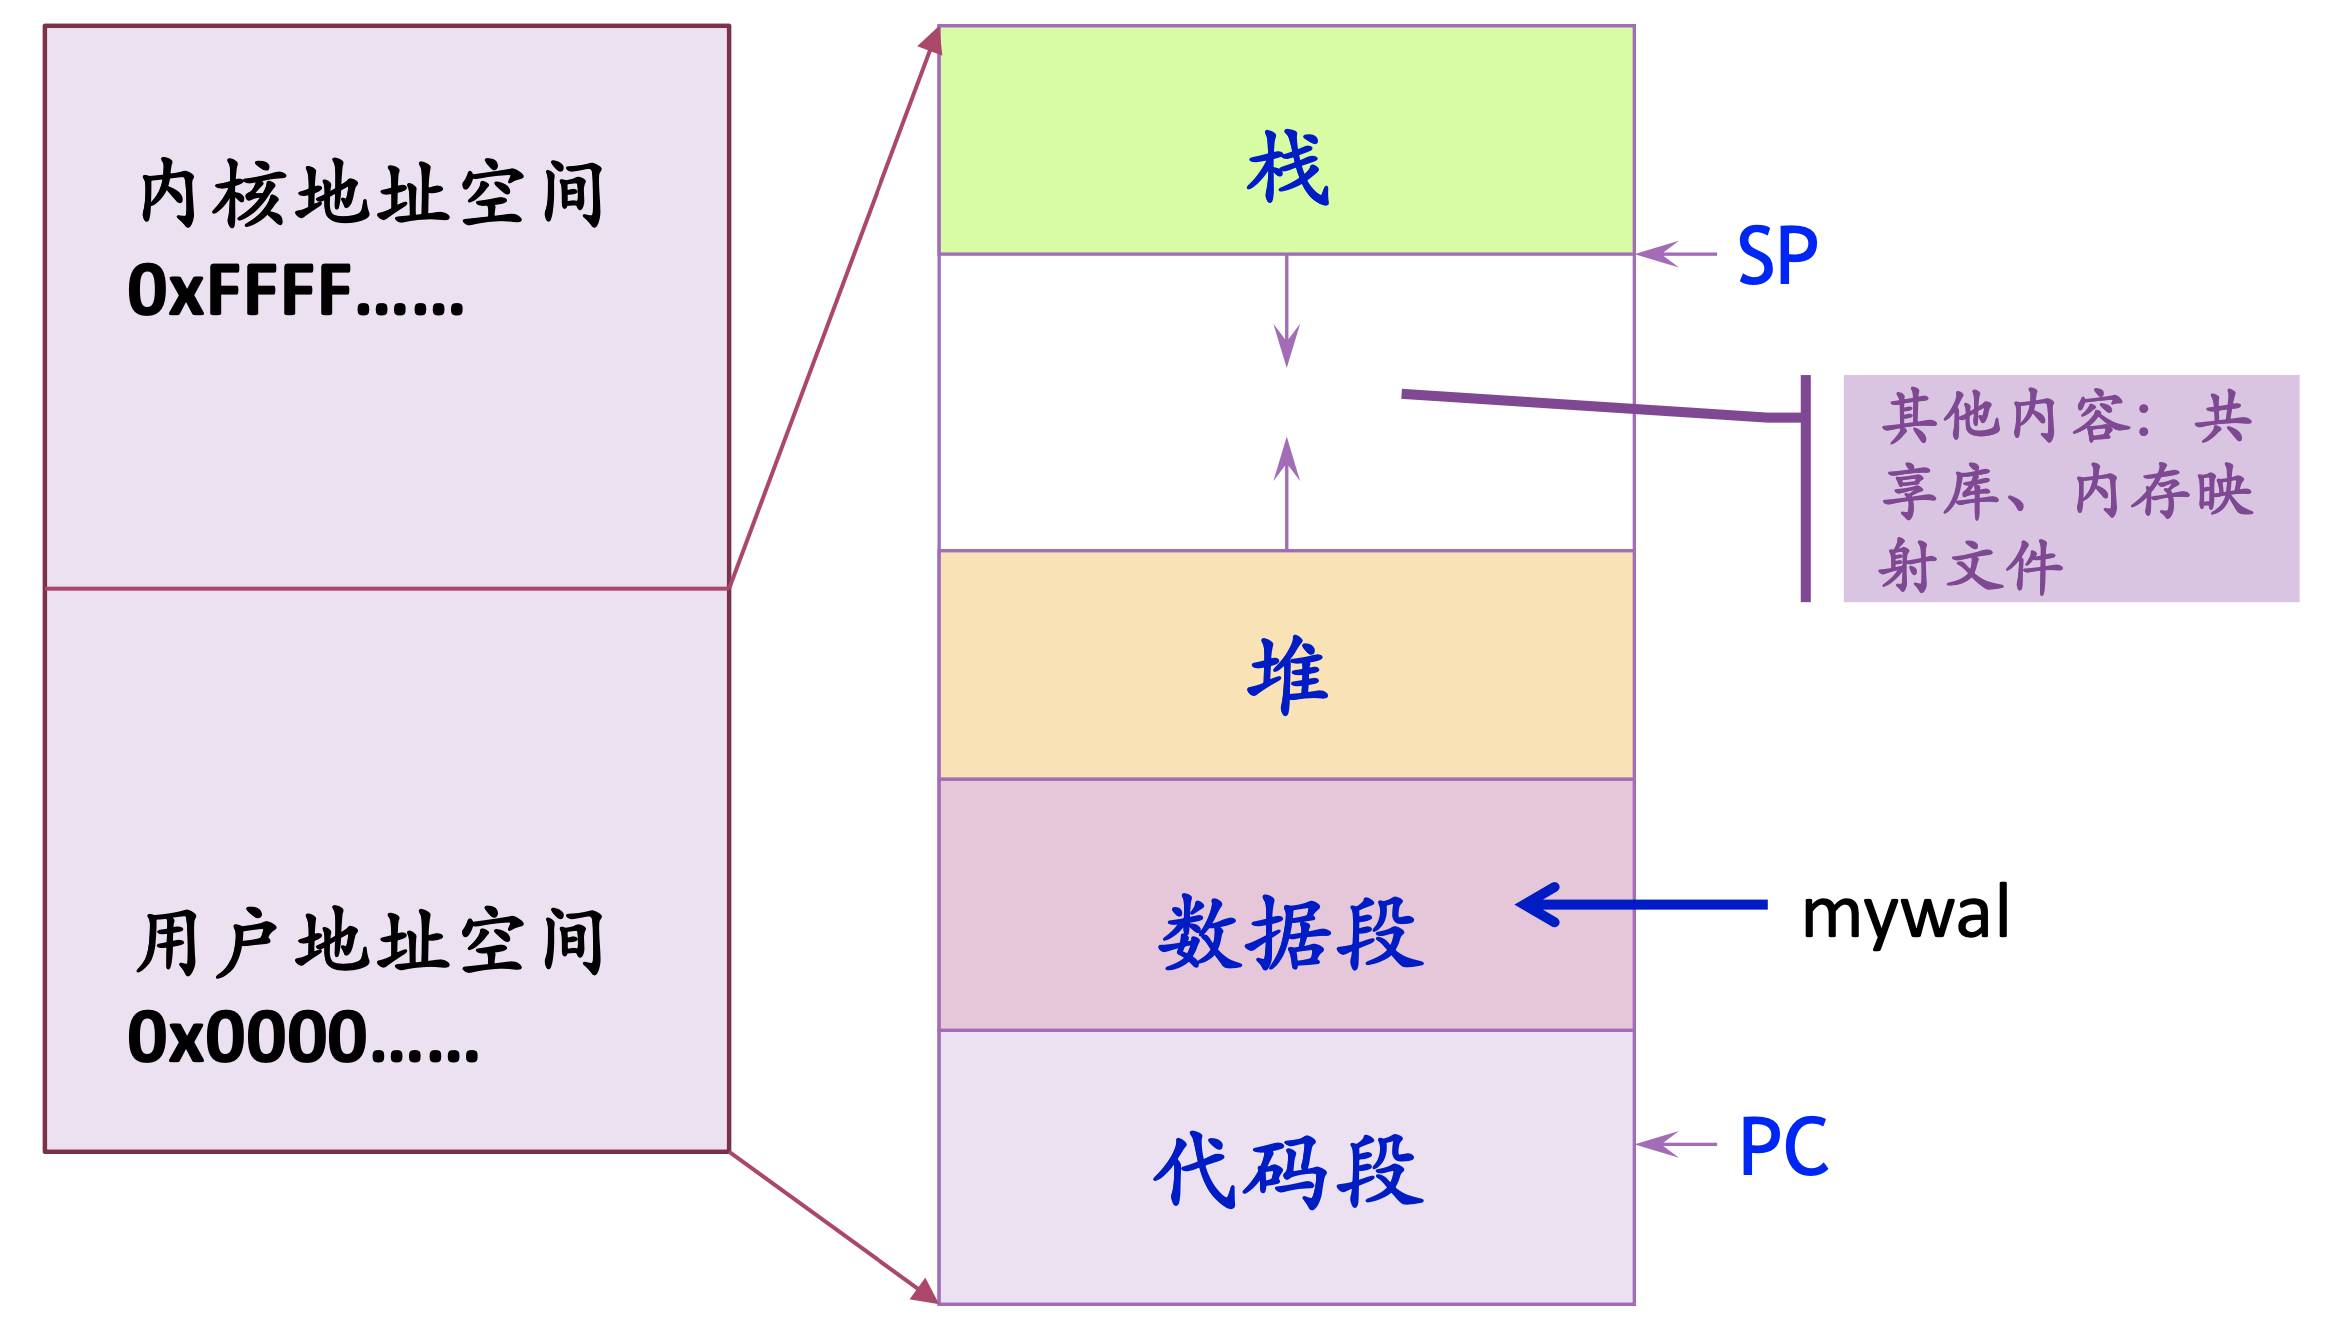 内核地址空间
0xFFFF……
用户地址空间
0x0000……
栈
SP
其他内容：共
享库、内存映
射文件
堆
数据段
mywal
代码段
PC